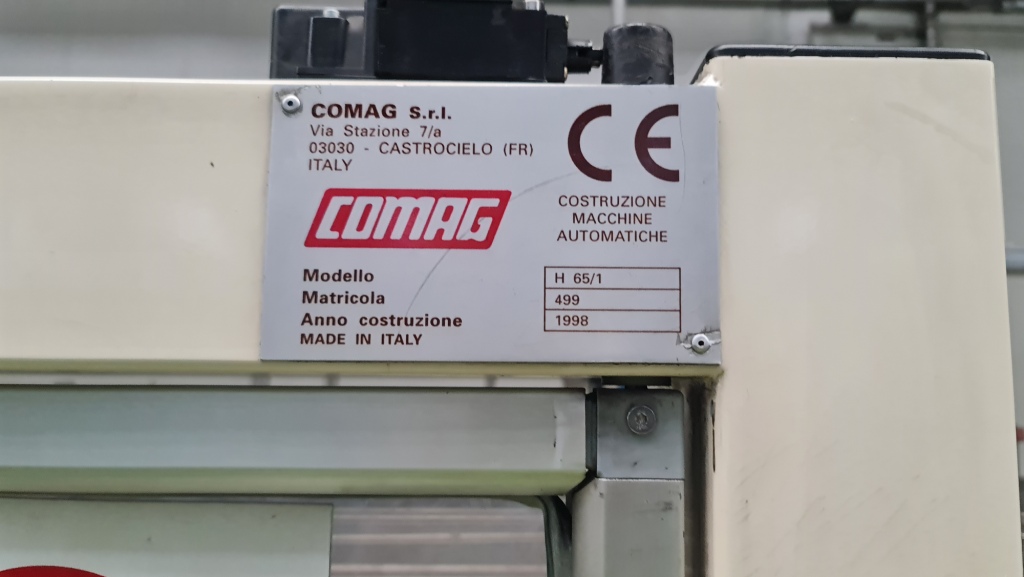 COMAG S.r.l.
Via Stazione 7/a
03030 - CASTROCIELO (FR)
ITALY
CE
COMAG
COSTRUZIONE
MACCHINE
AUTOMATICHE
Modello H 65/1
Matricola 499
Anno costruzione 1998
MADE IN ITALY